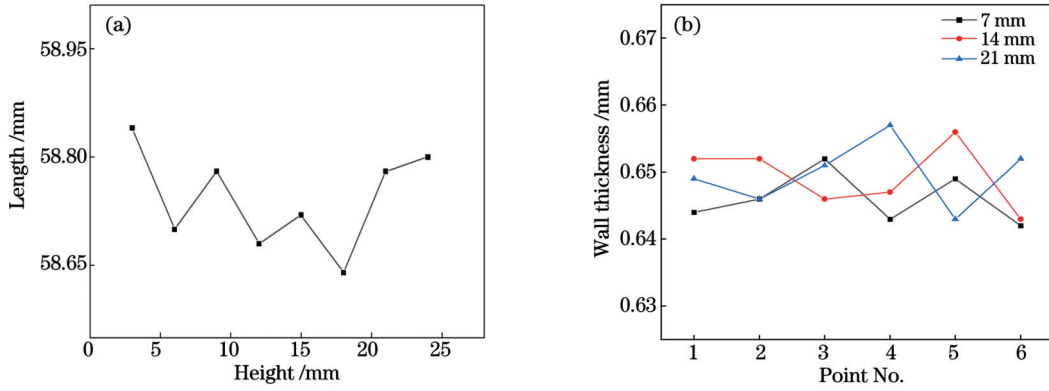 (a)
58.95
58.80
58.65
Length /mm
0 5 10 15 20 25
Height /mm
(b)
7 mm
14 mm
21 mm
0.67
0.66
0.65
0.64
0.63
Wall thickness /mm
1 2 3 4 5 6
Point No.